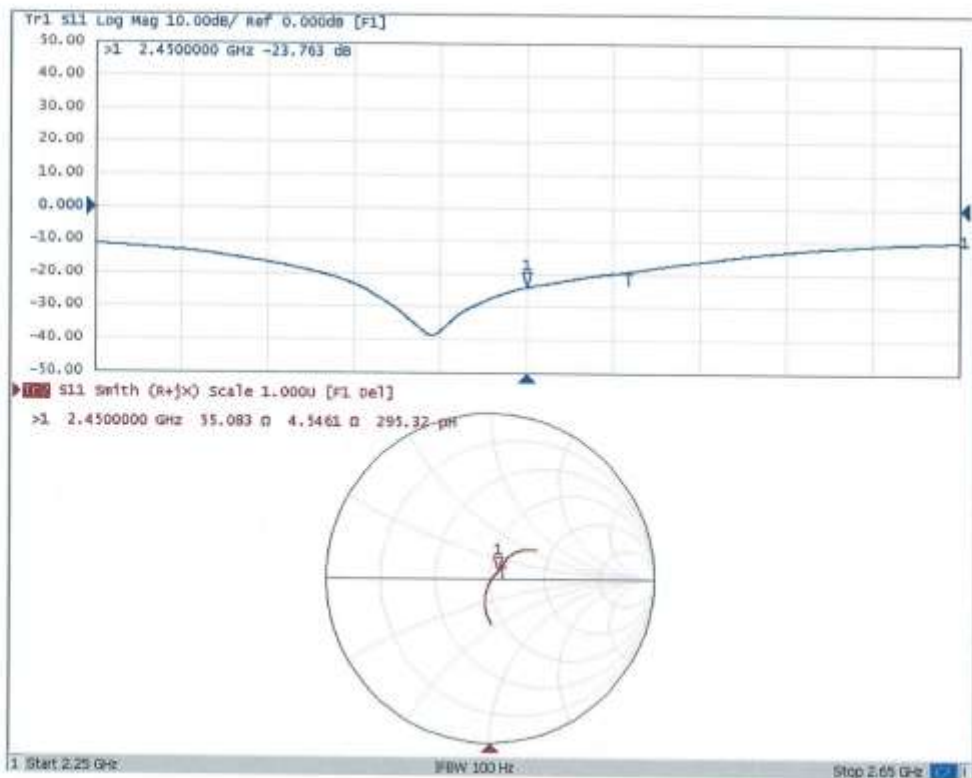 Tr1 S11 Log Mag 10.00dB/ Ref 0.000dB [F1]
50.00
>1 2.4500000 GHz -23.763 dB
40.00
30.00
20.00
10.00
0.000
-10.00
1
-20.00
1
-30.00
-40.00
-50.00
Tr2 S11 Smith (R+jX) Scale 1.000U [F1 Del]
>1 2.4500000 GHz 55.083 Ω 4.5461 Ω 295.32 pH
1
1 Start 2.25 GHz IFBW 100 Hz Stop 2.65 GHz